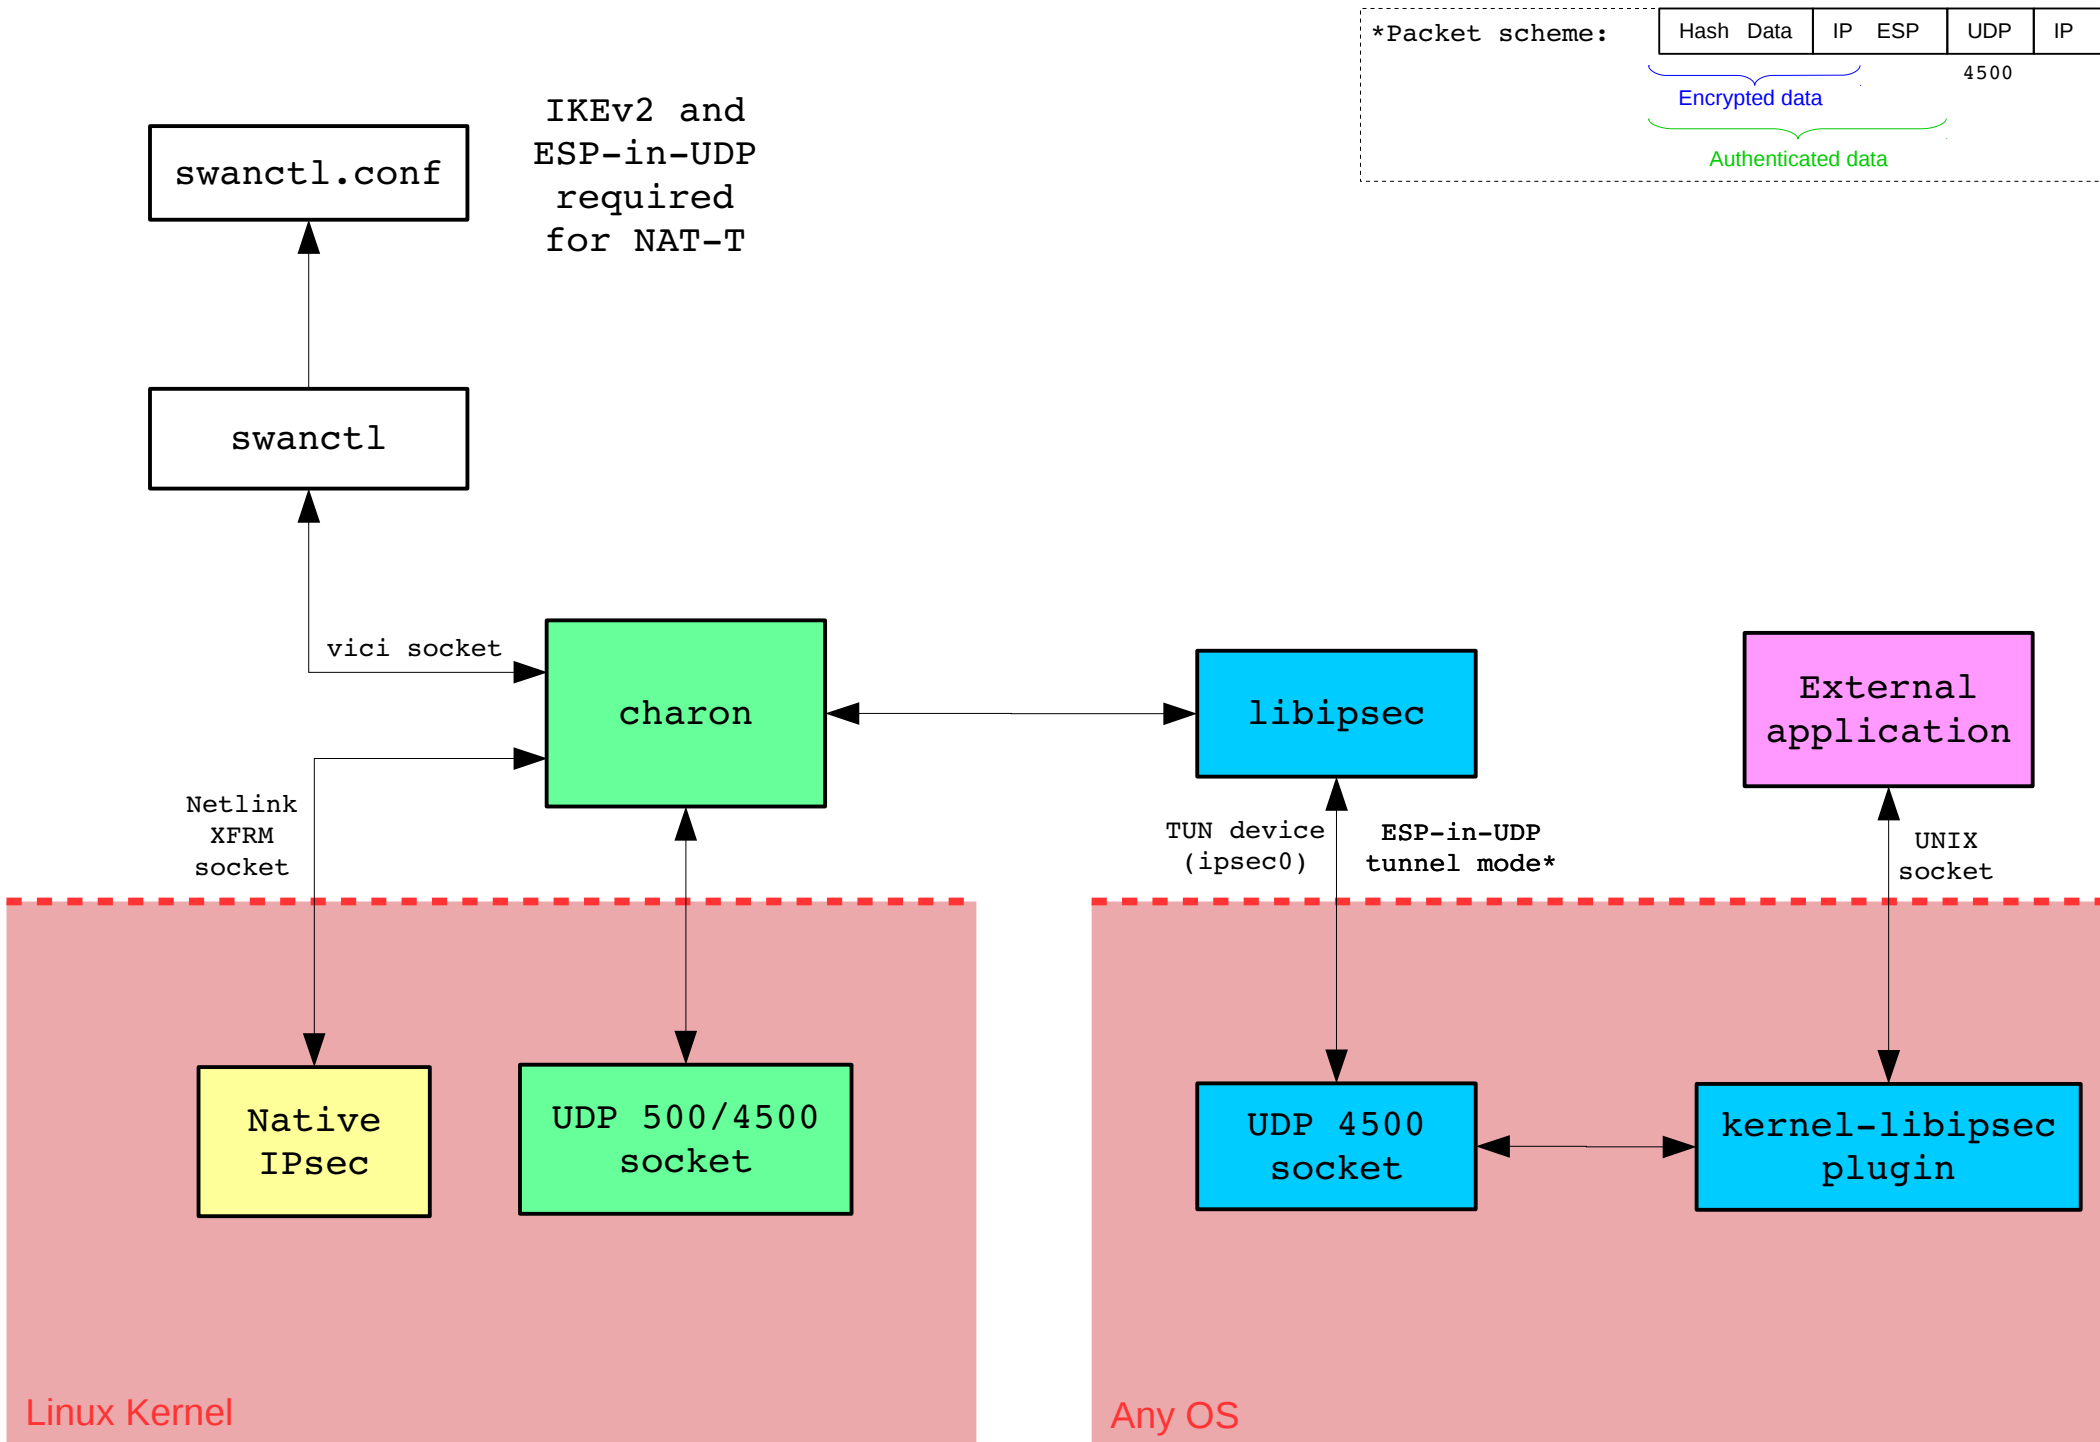 *Packet scheme:
Hash Data IP ESP UDP IP
4500
Encrypted data
Authenticated data
IKEv2 and
ESP-in-UDP
required
for NAT-T
swanctl.conf
swanctl
vici socket
charon
libipsec
External
application
Netlink
XFRM
socket
TUN device
(ipsec0)
ESP-in-UDP
tunnel mode*
UNIX
socket
Native
IPsec
UDP 500/4500
socket
UDP 4500
socket
kernel-libipsec
plugin
Linux Kernel
Any OS